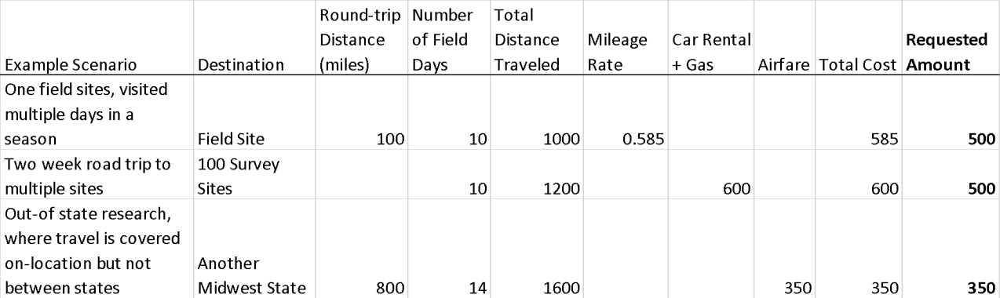 Example Scenario Destination Round-trip Distance (miles) Number of Field Days Total Distance Traveled Mileage Rate Car Rental + Gas Airfare Total Cost Requested Amount
One field sites, visited multiple days in a season Field Site 100 10 1000 0.585 585 500
Two week road trip to multiple sites 100 Survey Sites 10 1200 600 600 500
Out-of state research, where travel is covered on-location but not between states Another Midwest State 800 14 1600 350 350 350